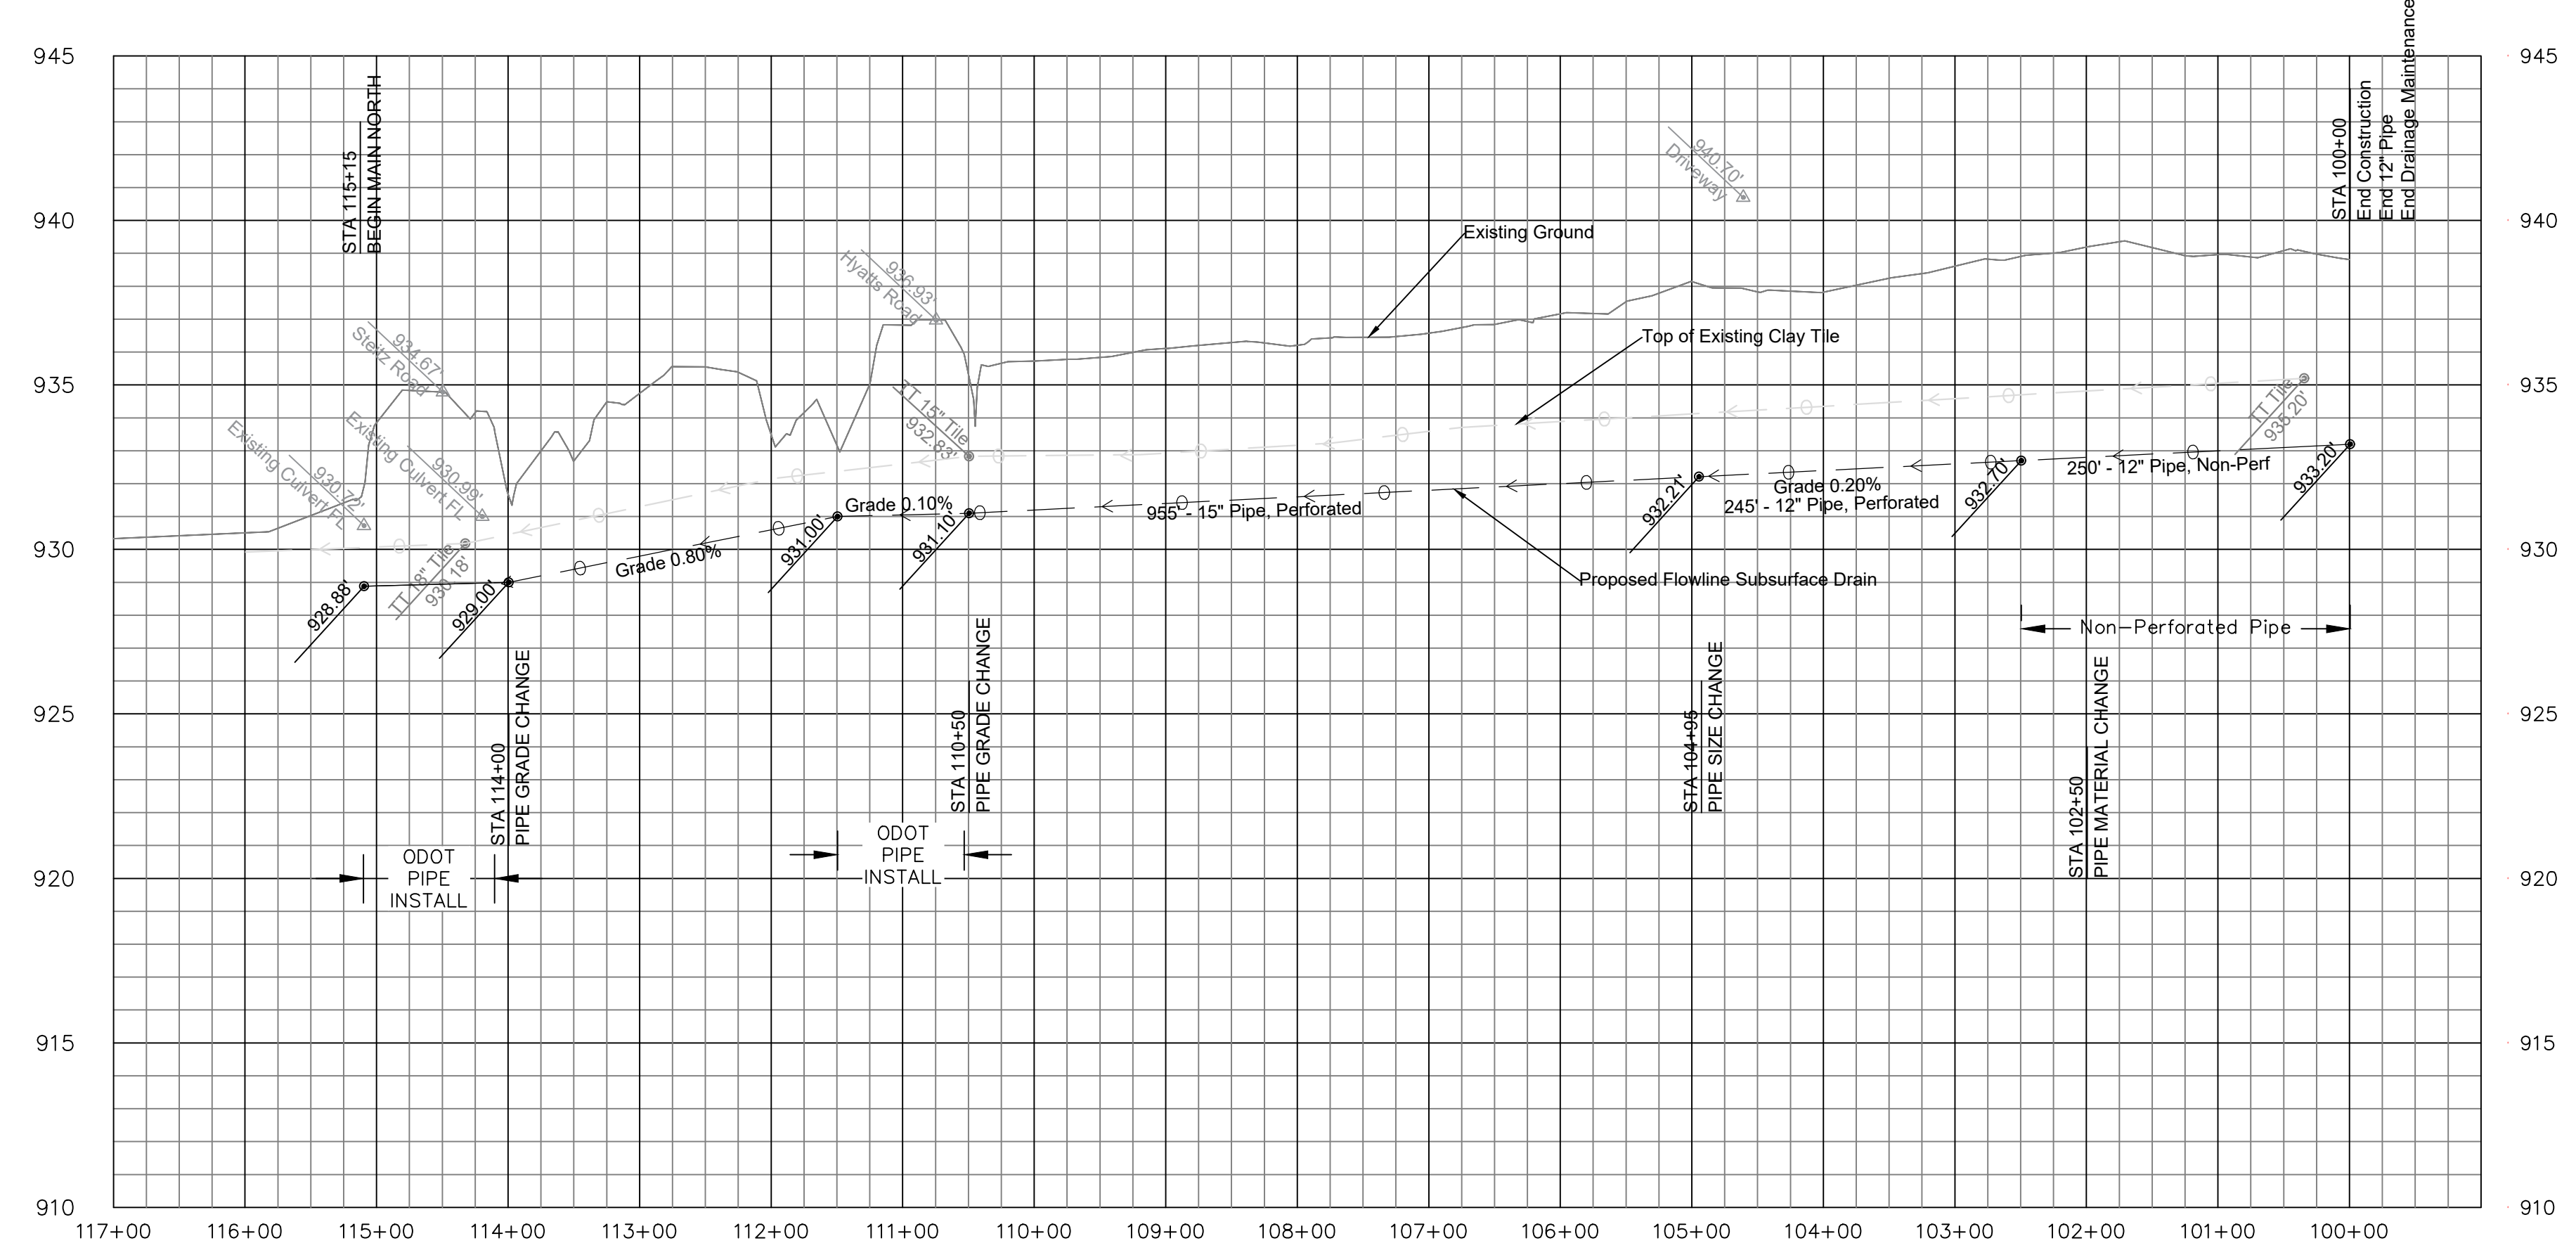 945
940
935
930
925
920
915
910
117+00 116+00 115+00 114+00 113+00 112+00 111+00 110+00 109+00 108+00 107+00 106+00 105+00 104+00 103+00 102+00 101+00 100+00
945
940
935
930
925
920
915
910
STA 115+15
BEGIN MAIN NORTH
STA 100+00
End Construction
End 12" Pipe
End Drainage Maintenance
940.70'
Driveway
Existing Ground
936.93'
Hyatts Road
934.67'
Steitz Road
Top of Existing Clay Tile
TT 15" Tile
932.83'
TT Tile
935.20'
930.72'
Existing Culvert FL
930.99'
Existing Culvert FL
TT 18" Tile
930.18'
928.88'
929.00'
Grade 0.80%
931.00'
Grade 0.10%
931.10'
955' - 15" Pipe, Perforated
932.21'
Grade 0.20%
245' - 12" Pipe, Perforated
932.70'
250' - 12" Pipe, Non-Perf
933.20'
Proposed Flowline Subsurface Drain
Non-Perforated Pipe
STA 114+00
PIPE GRADE CHANGE
STA 110+50
PIPE GRADE CHANGE
STA 104+95
PIPE SIZE CHANGE
STA 102+50
PIPE MATERIAL CHANGE
ODOT
PIPE
INSTALL
ODOT
PIPE
INSTALL